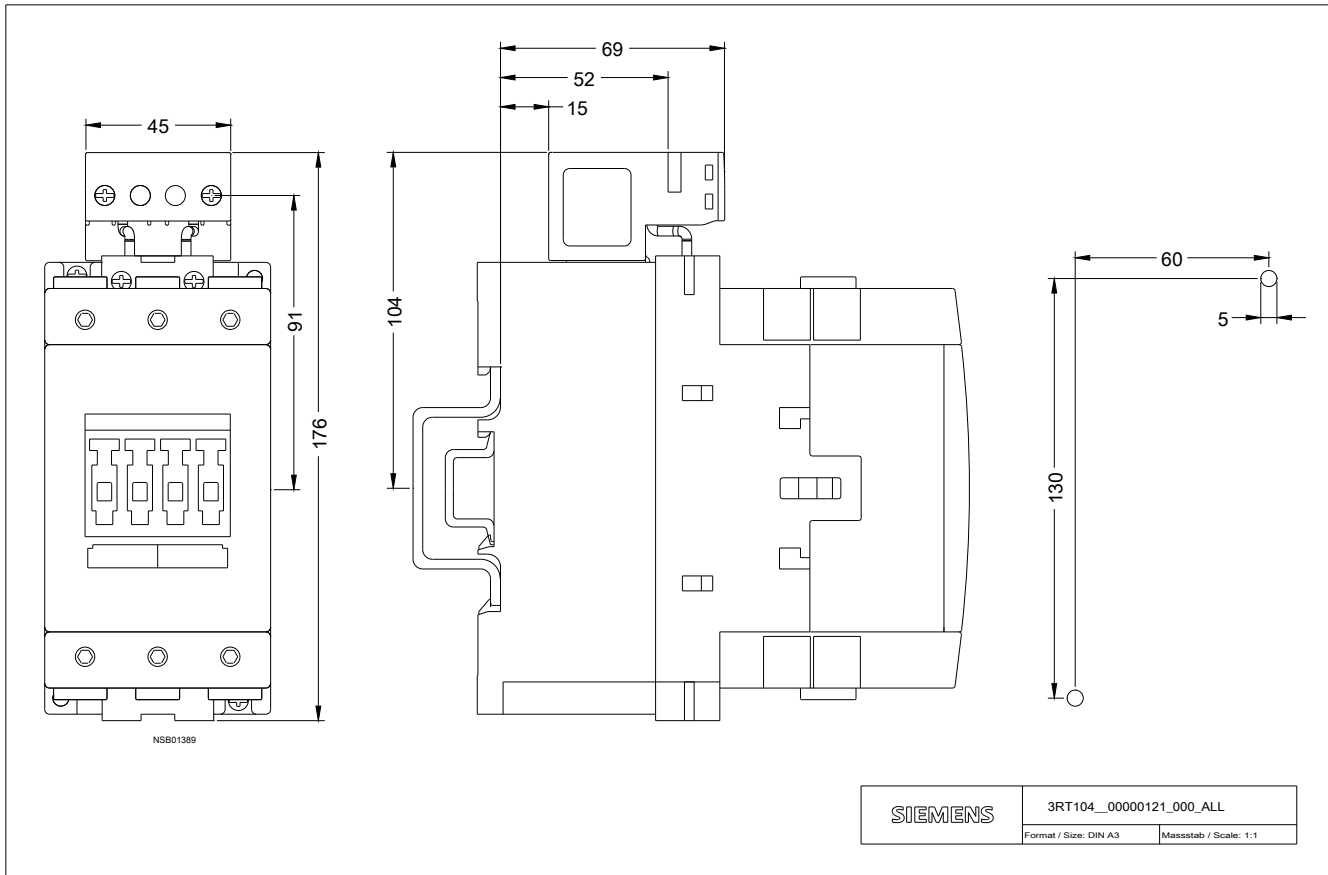 69
52
15
45
104
91
176
60
5
130
NSB01389
SIEMENS
3RT104__00000121_000_ALL
Format / Size: DIN A3
Massstab / Scale: 1:1